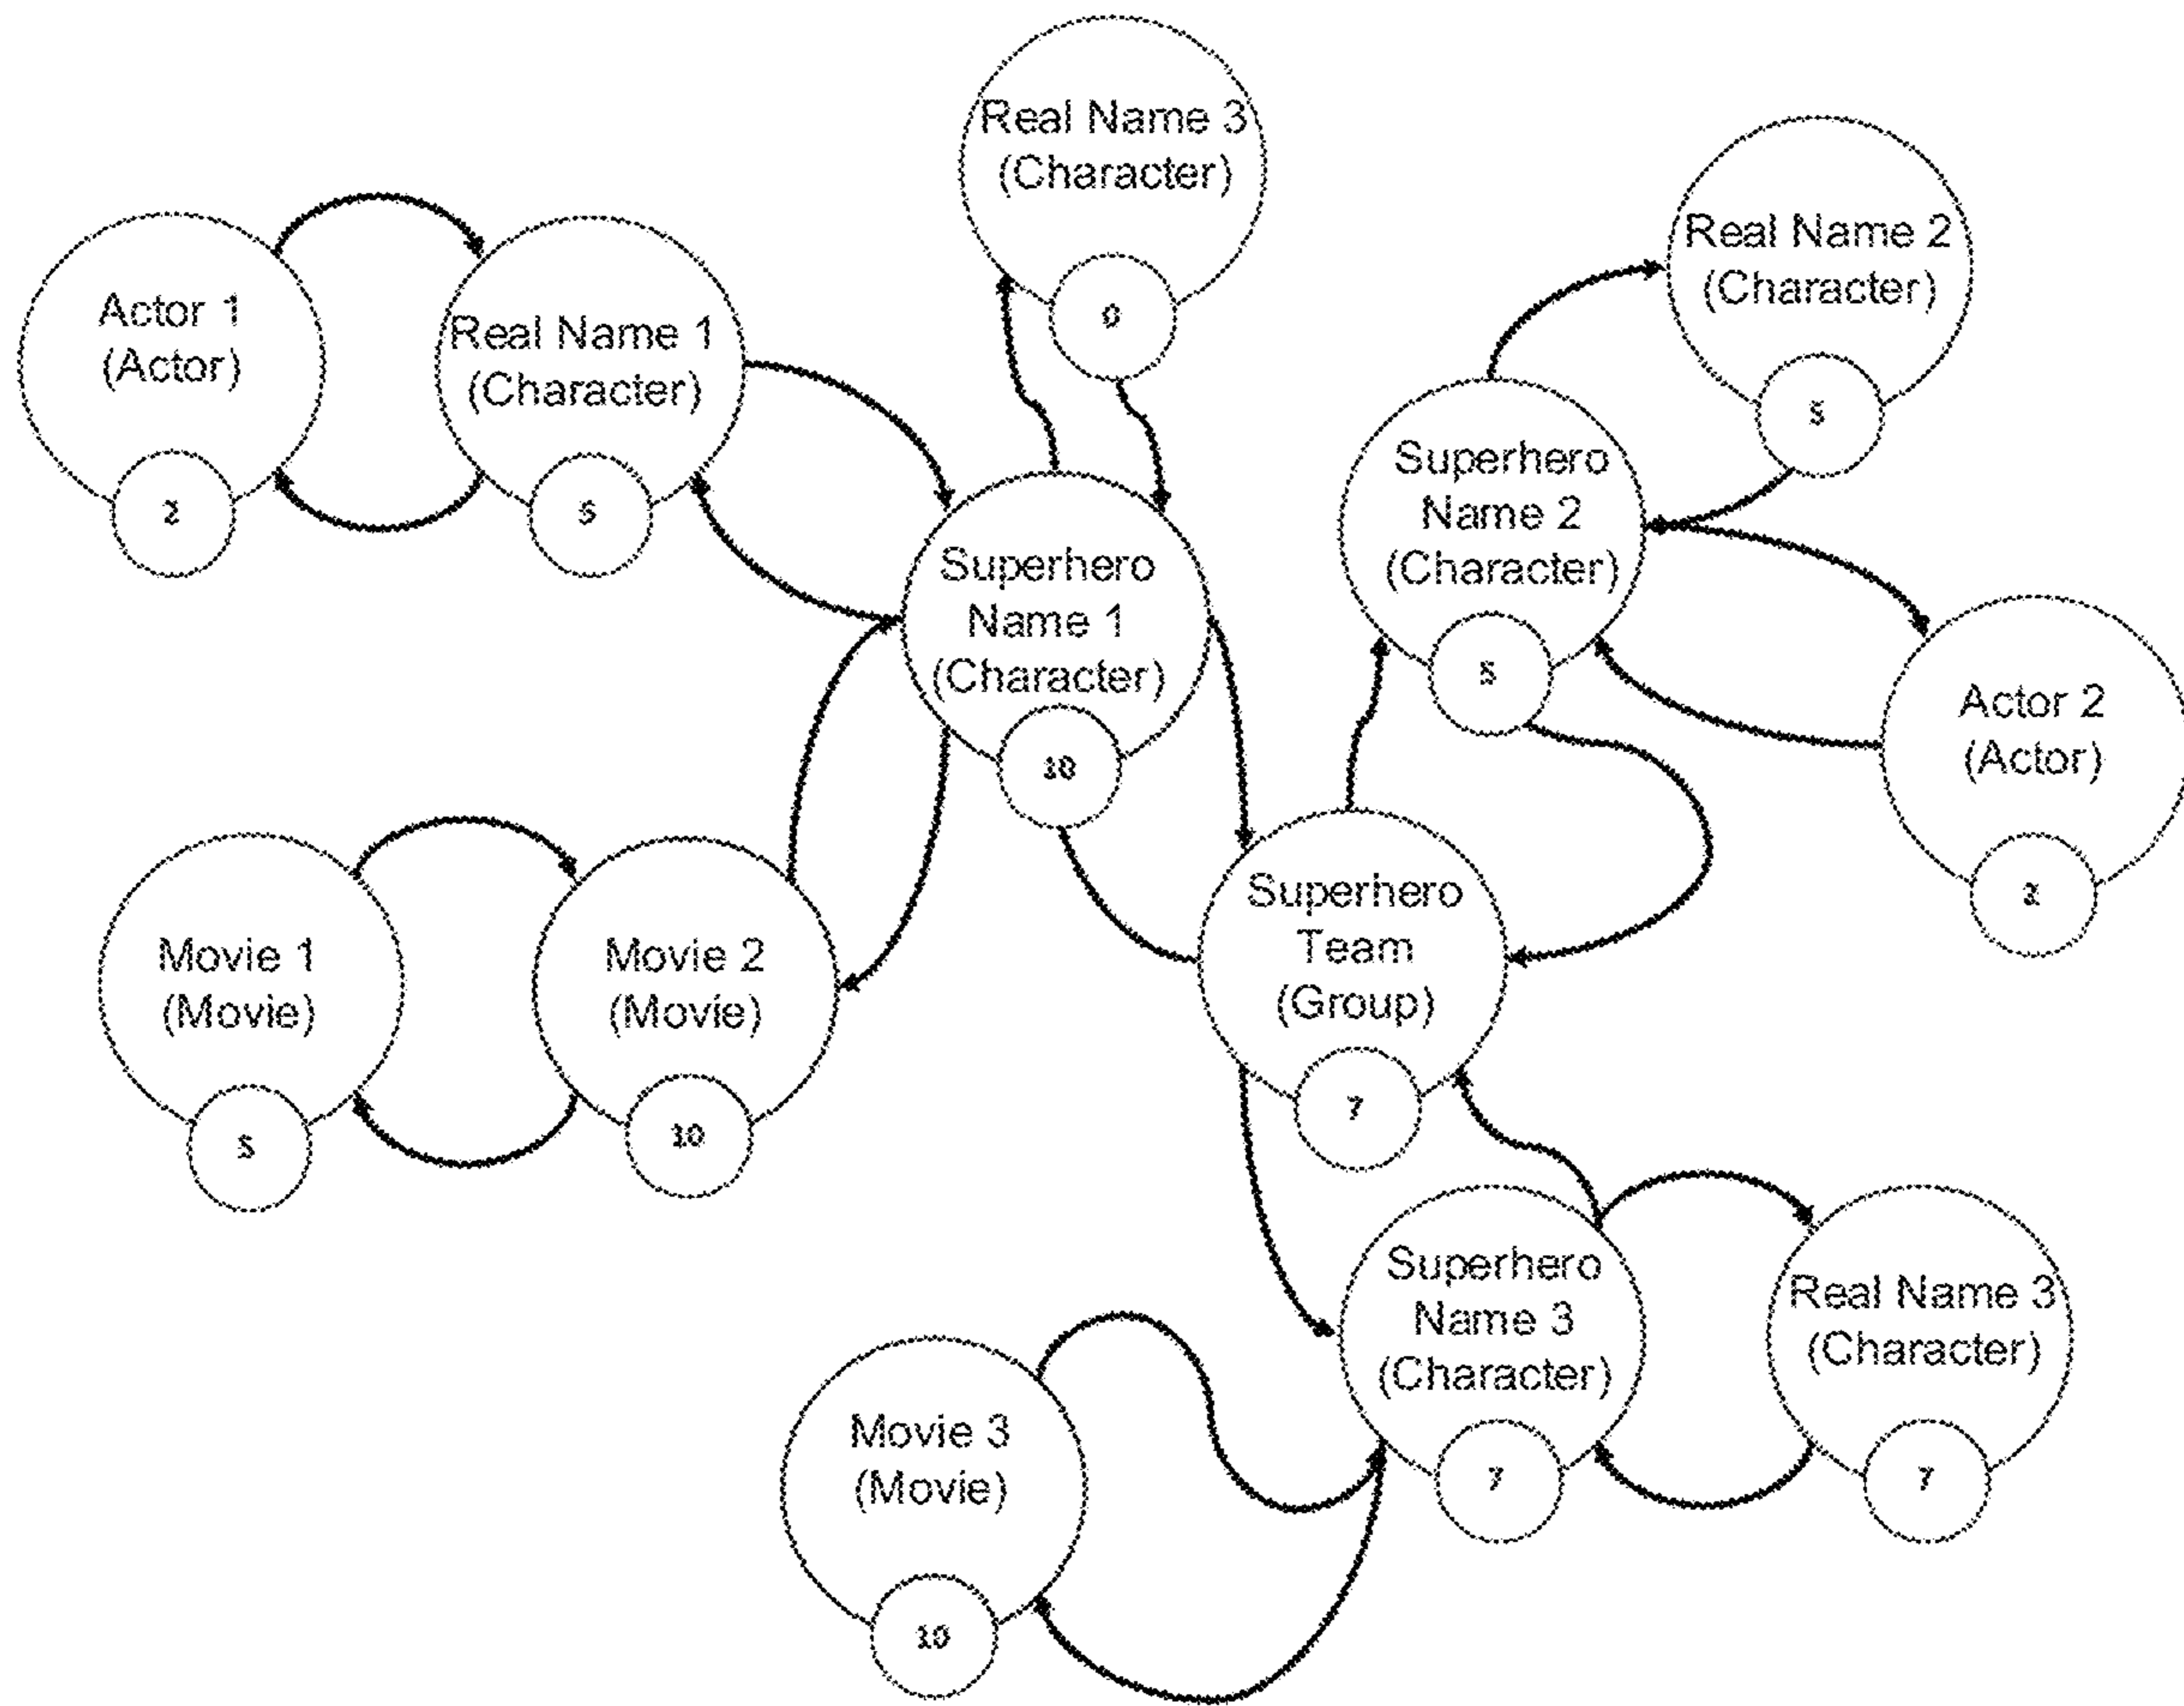 Real Name 3
(Character)
0
Real Name 2
(Character)
5
Actor 1
(Actor)
2
Real Name 1
(Character)
5
Superhero
Name 2
(Character)
5
Superhero
Name 1
(Character)
10
Actor 2
(Actor)
2
Movie 1
(Movie)
5
Movie 2
(Movie)
10
Superhero
Team
(Group)
7
Superhero
Name 3
(Character)
7
Real Name 3
(Character)
7
Movie 3
(Movie)
10